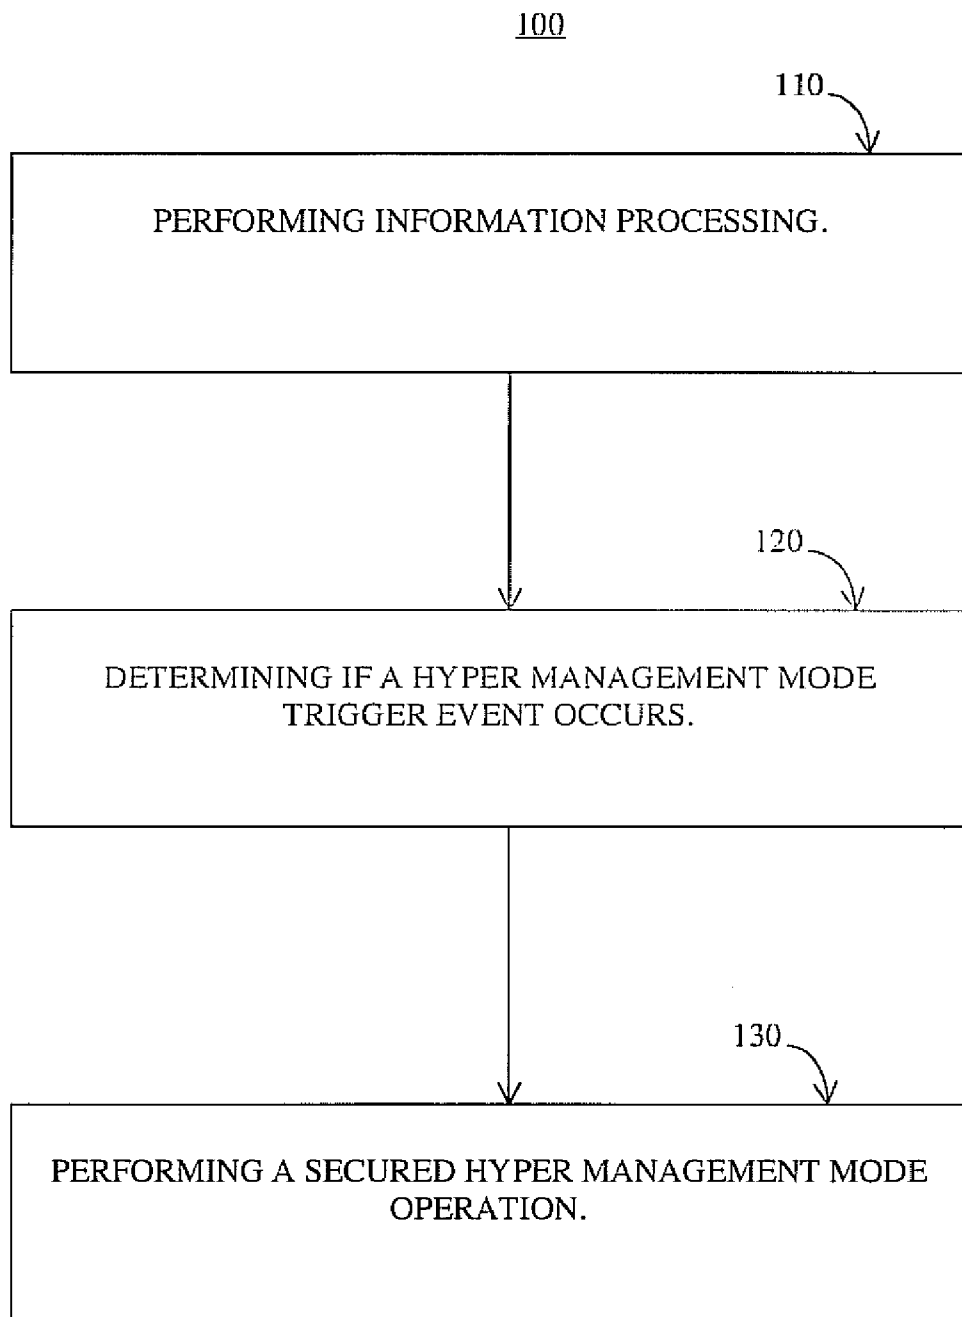 100
110
PERFORMING INFORMATION PROCESSING.
120
DETERMINING IF A HYPER MANAGEMENT MODE
TRIGGER EVENT OCCURS.
130
PERFORMING A SECURED HYPER MANAGEMENT MODE
OPERATION.